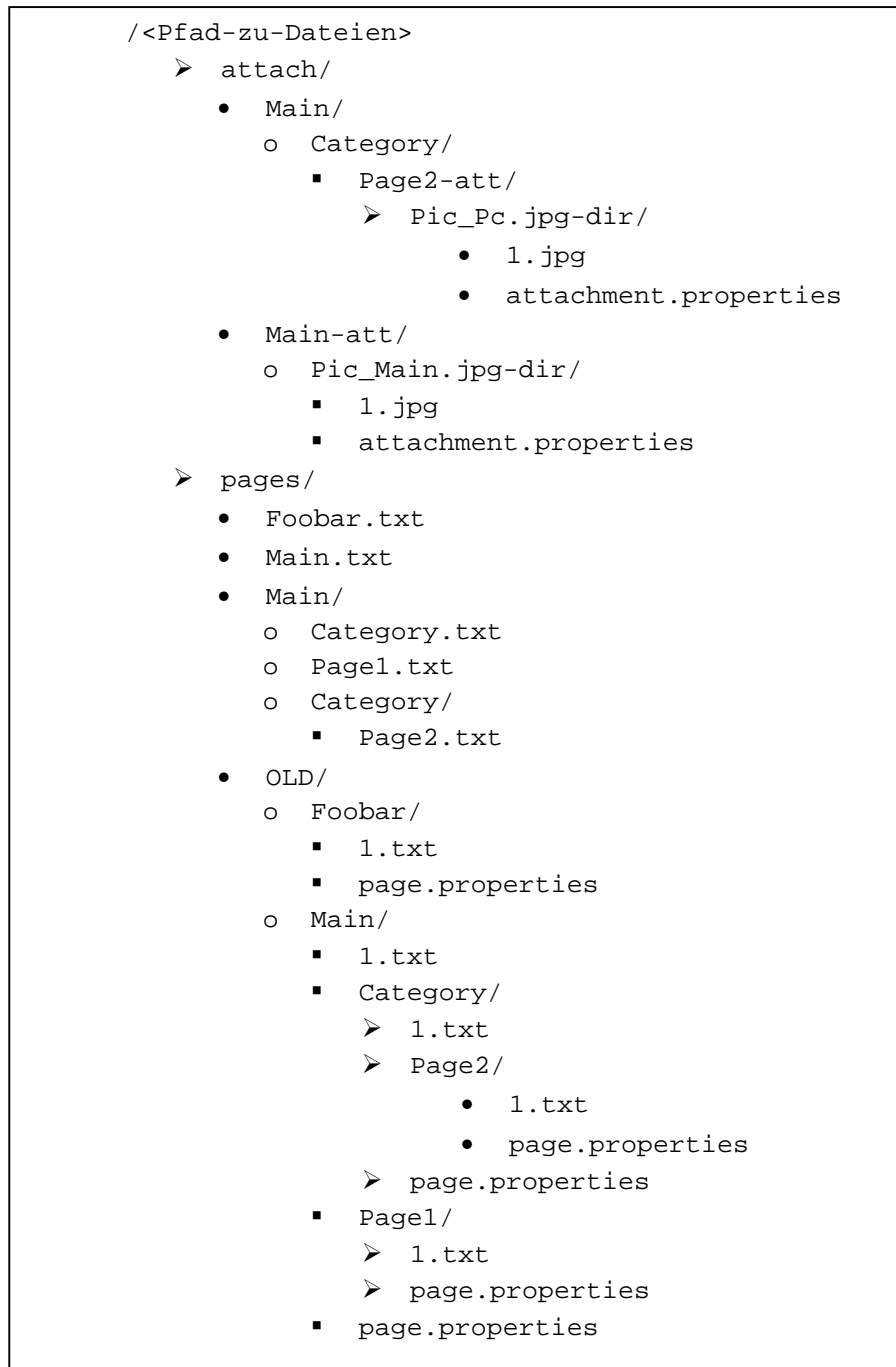 /<Pfad-zu-Dateien>
➢ attach/
• Main/
o Category/
▪ Page2-att/
➢ Pic_Pc.jpg-dir/
• 1.jpg
• attachment.properties
• Main-att/
o Pic_Main.jpg-dir/
▪ 1.jpg
▪ attachment.properties
➢ pages/
• Foobar.txt
• Main.txt
• Main/
o Category.txt
o Page1.txt
o Category/
▪ Page2.txt
• OLD/
o Foobar/
▪ 1.txt
▪ page.properties
o Main/
▪ 1.txt
▪ Category/
➢ 1.txt
➢ Page2/
• 1.txt
• page.properties
➢ page.properties
▪ Page1/
➢ 1.txt
➢ page.properties
▪ page.properties